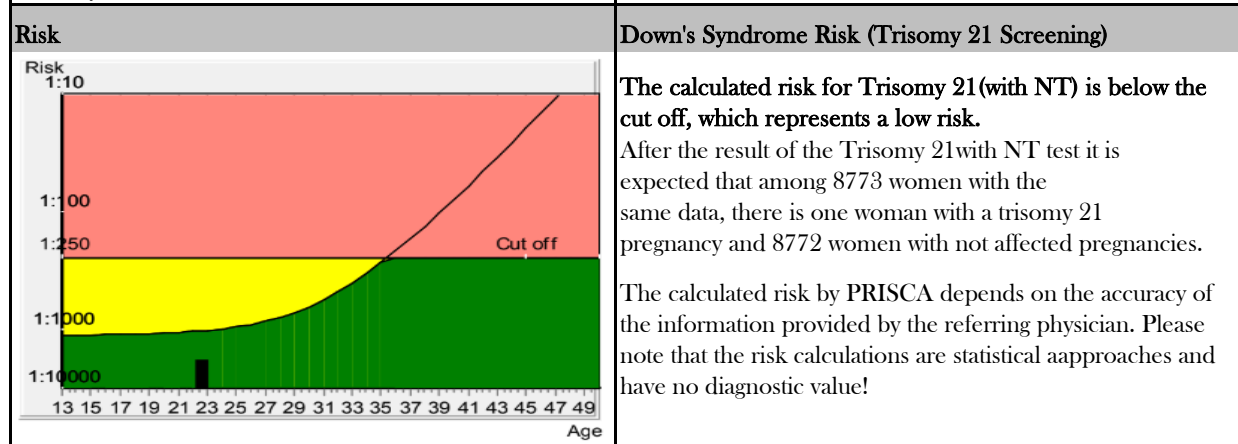 Risk
Risk
1:10
1:100
1:250
Cut off
1:1000
1:10000
13 15 17 19 21 23 25 27 29 31 33 35 37 39 41 43 45 47 49
Age
Down's Syndrome Risk (Trisomy 21 Screening)
The calculated risk for Trisomy 21(with NT) is below the
cut off, which represents a low risk.
After the result of the Trisomy 21with NT test it is
expected that among 8773 women with the
same data, there is one woman with a trisomy 21
pregnancy and 8772 women with not affected pregnancies.
The calculated risk by PRISCA depends on the accuracy of
the information provided by the referring physician. Please
note that the risk calculations are statistical aapproaches and
have no diagnostic value!